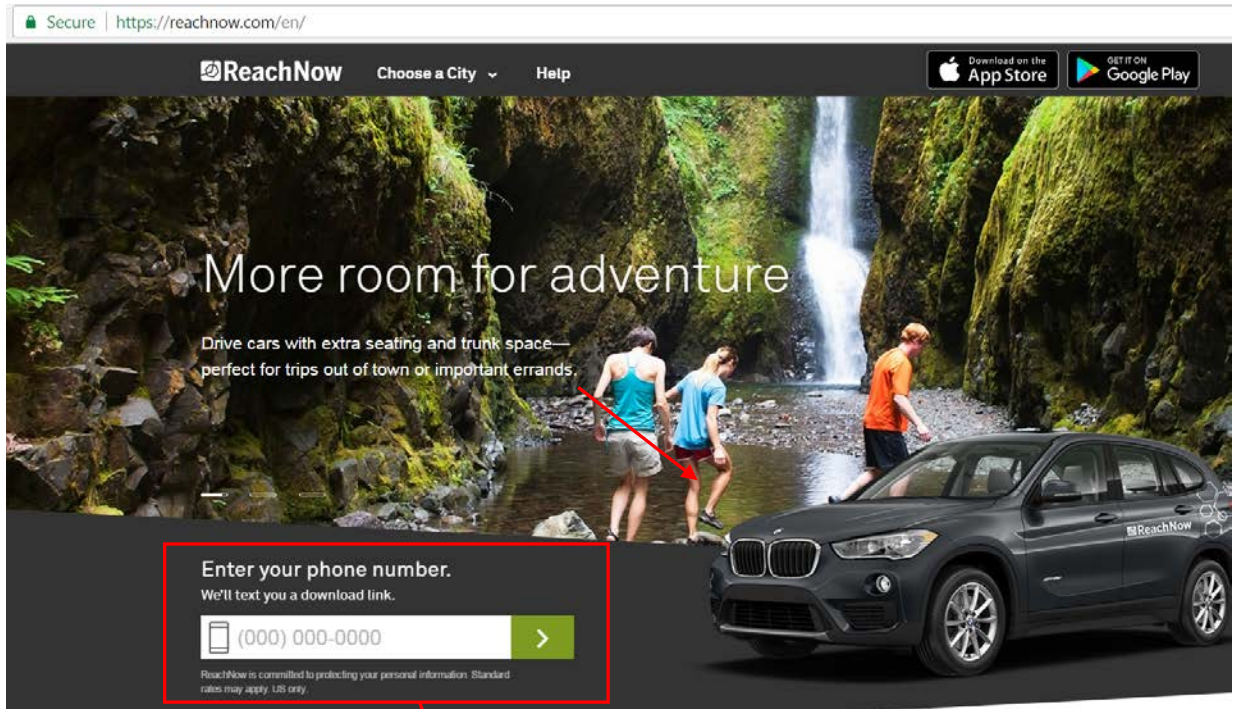 Secure | https://reachnow.com/en/
ReachNow Choose a City Help Download on the App Store GET IT ON Google Play
More room for adventure
Drive cars with extra seating and trunk space—
perfect for trips out of town or important errands.
ReachNow
Enter your phone number.
We'll text you a download link.
(000) 000-0000
ReachNow is committed to protecting your personal information. Standard
rates may apply. US only.